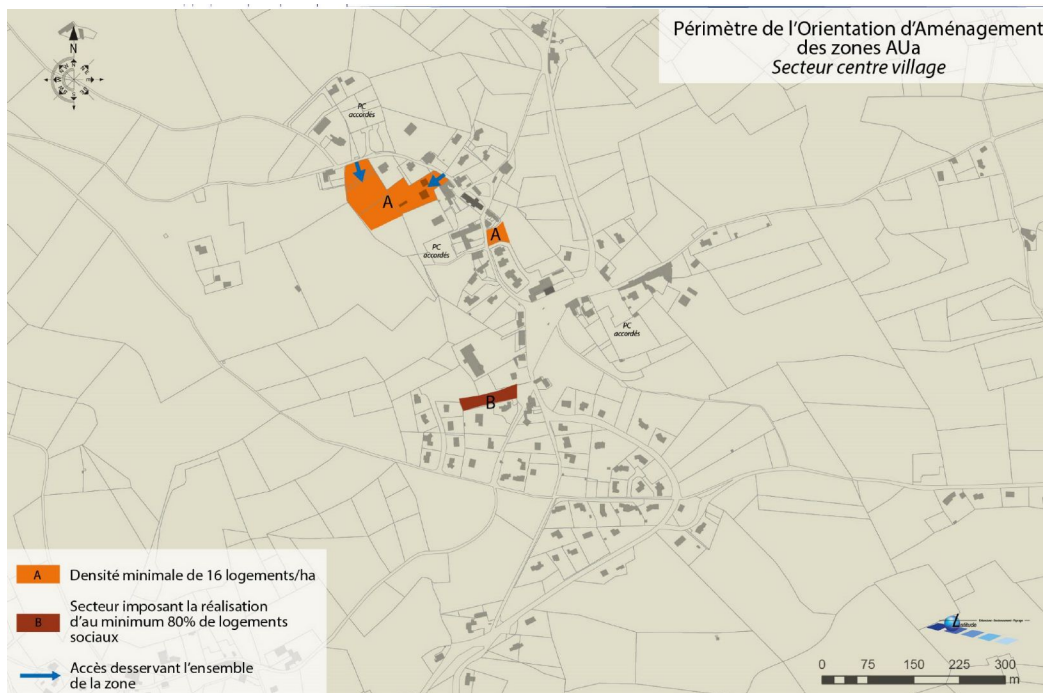 Périmètre de l'Orientation d'Aménagement
des zones AUa
Secteur centre village
N
PC
accordés
A
A
PC
accordés
PC
accordés
B
A Densité minimale de 16 logements/ha
B Secteur imposant la réalisation
d'au minimum 80% de logements
sociaux
Accès desservant l'ensemble
de la zone
0 75 150 225 300
m